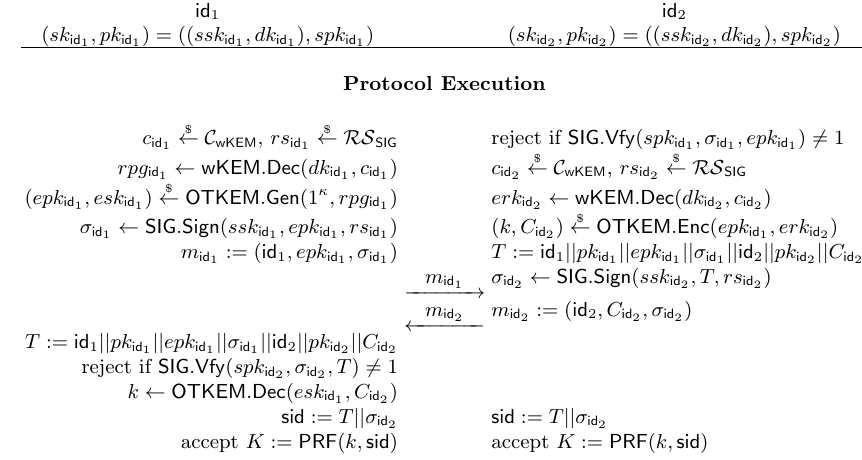 id₁ id₂
(sk_id₁, pk_id₁) = ((ssk_id₁, dk_id₁), spk_id₁) (sk_id₂, pk_id₂) = ((ssk_id₂, dk_id₂), spk_id₂)
Protocol Execution
c_id₁ ←$ 𝒞_wKEM, rs_id₁ ←$ ℛ𝒮_SIG reject if SIG.Vfy(spk_id₁, σ_id₁, epk_id₁) ≠ 1
rpg_id₁ ← wKEM.Dec(dk_id₁, c_id₁) c_id₂ ←$ 𝒞_wKEM, rs_id₂ ←$ ℛ𝒮_SIG
(epk_id₁, esk_id₁) ←$ OTKEM.Gen(1^κ, rpg_id₁) erk_id₂ ← wKEM.Dec(dk_id₂, c_id₂)
σ_id₁ ← SIG.Sign(ssk_id₁, epk_id₁, rs_id₁) (k, C_id₂) ←$ OTKEM.Enc(epk_id₁, erk_id₂)
m_id₁ := (id₁, epk_id₁, σ_id₁) T := id₁||pk_id₁||epk_id₁||σ_id₁||id₂||pk_id₂||C_id₂
m_id₁ σ_id₂ ← SIG.Sign(ssk_id₂, T, rs_id₂)
m_id₂ m_id₂ := (id₂, C_id₂, σ_id₂)
T := id₁||pk_id₁||epk_id₁||σ_id₁||id₂||pk_id₂||C_id₂
reject if SIG.Vfy(spk_id₂, σ_id₂, T) ≠ 1
k ← OTKEM.Dec(esk_id₁, C_id₂)
sid := T||σ_id₂ sid := T||σ_id₂
accept K := PRF(k, sid) accept K := PRF(k, sid)